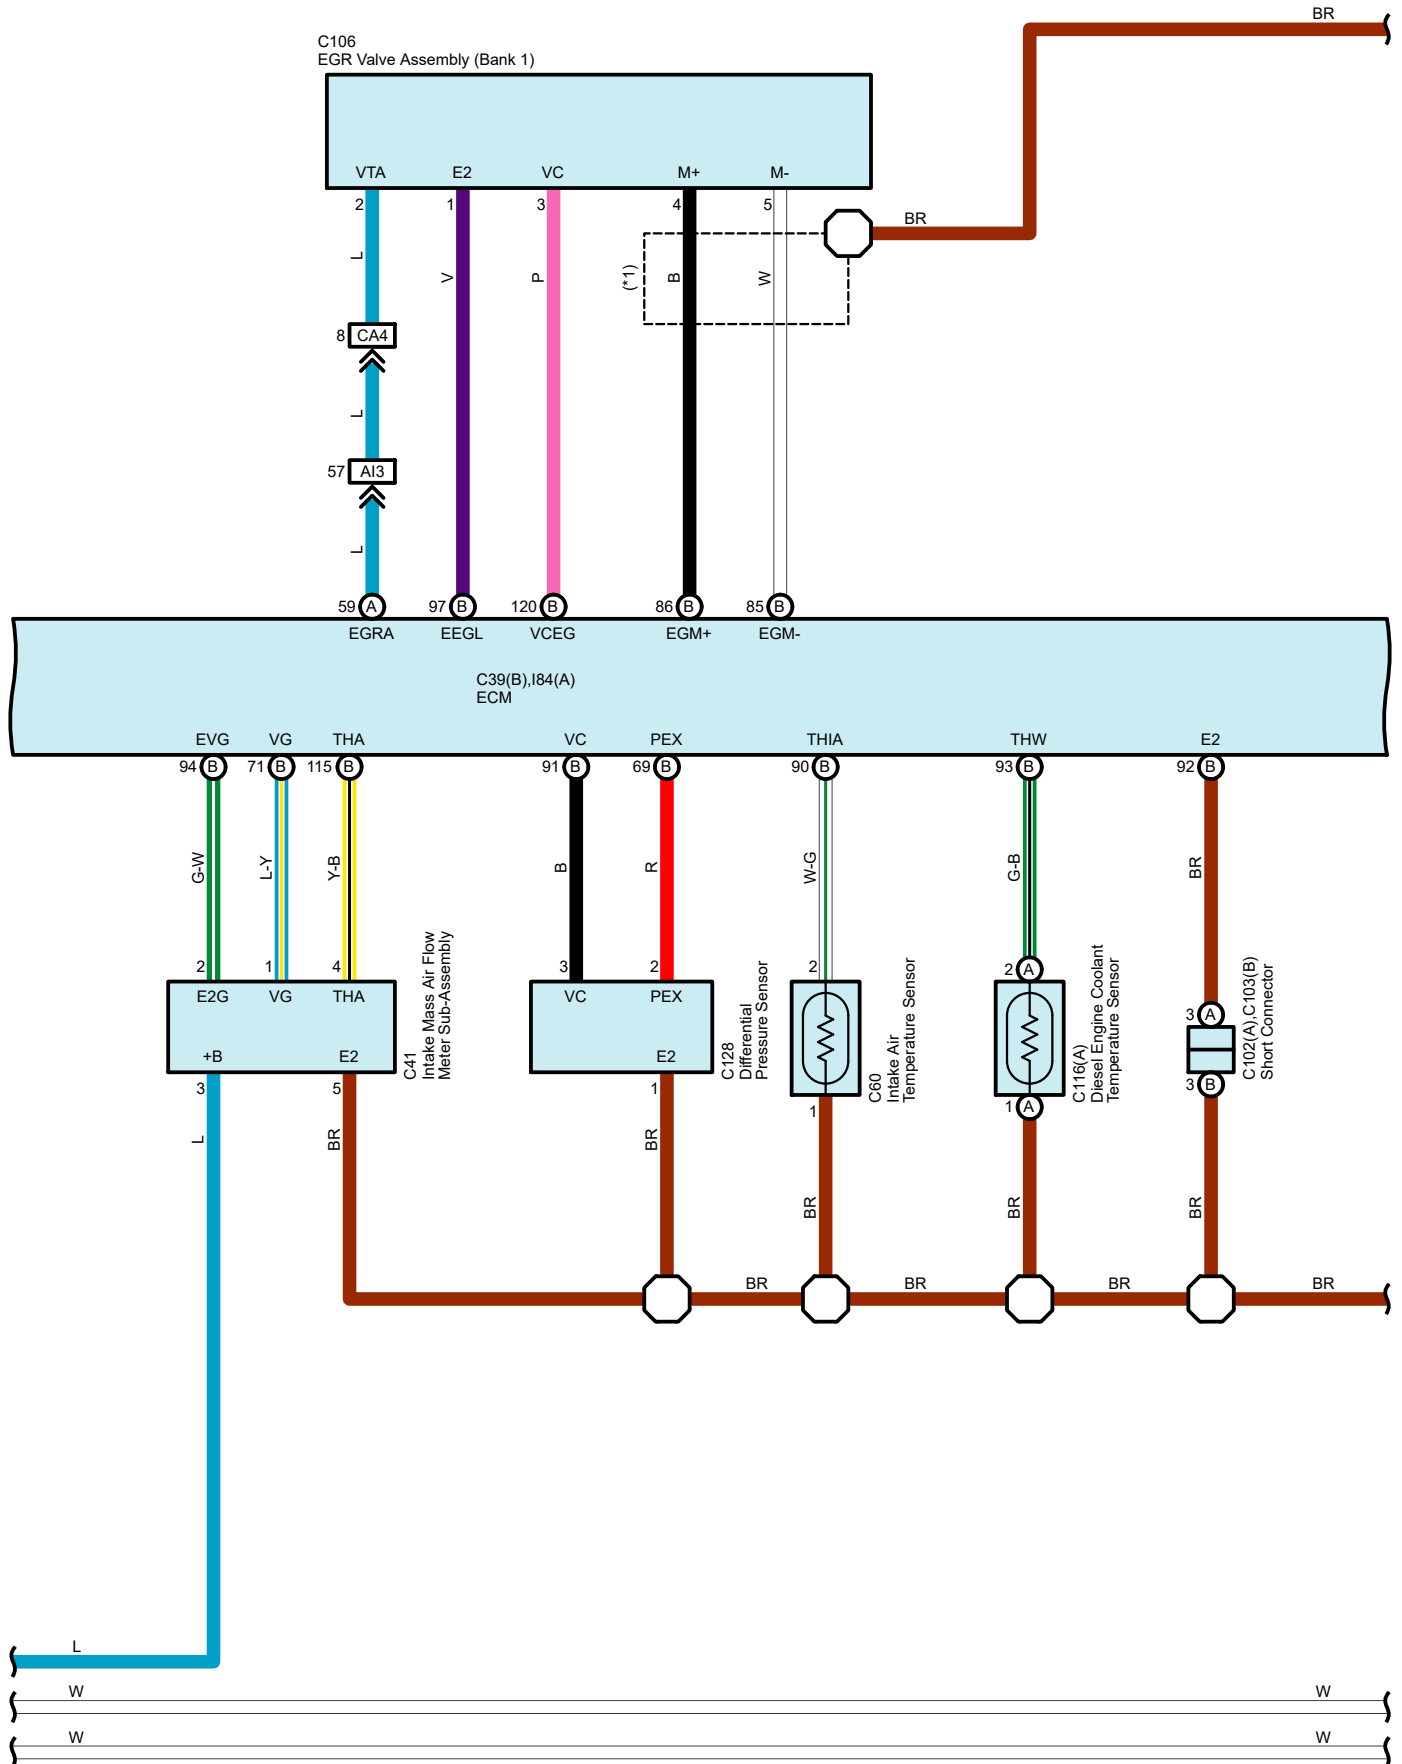 BR
C106
EGR Valve Assembly (Bank 1)
VTA E2 VC M+ M-
2 1 3 4 5
BR
L V P (*1) B W
8 CA4
L
57 AI3
L
59 A 97 B 120 B 86 B 85 B
EGRA EEGL VCEG EGM+ EGM-
C39(B),I84(A)
ECM
EVG VG THA VC PEX THIA THW E2
94 B 71 B 115 B 91 B 69 B 90 B 93 B 92 B
G-W L-Y Y-B B R W-G G-B BR
2 1 4 3 2 2 2 A
E2G VG THA VC PEX
3 A
+B E2 E2
C41
Intake Mass Air Flow
Meter Sub-Assembly
C128
Differential
Pressure Sensor
C60
Intake Air
Temperature Sensor
C116(A)
Diesel Engine Coolant
Temperature Sensor
C102(A),C103(B)
Short Connector
3 5 1 1 1 A 3 B
L BR BR BR BR BR
BR BR BR BR
L
W W
W W